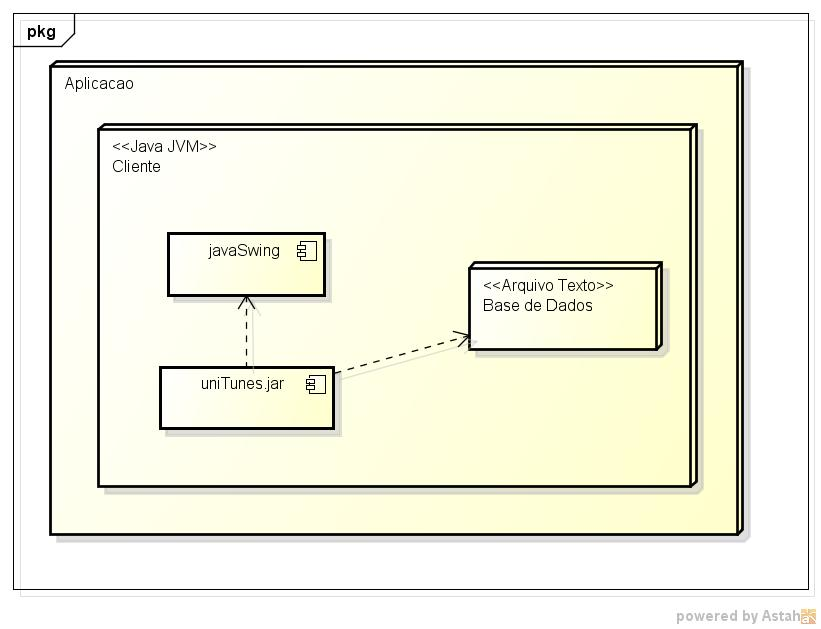 pkg
Aplicacao
<<Java JVM>>
Cliente
javaSwing
<<Arquivo Texto>>
Base de Dados
uniTunes.jar
powered by Astah